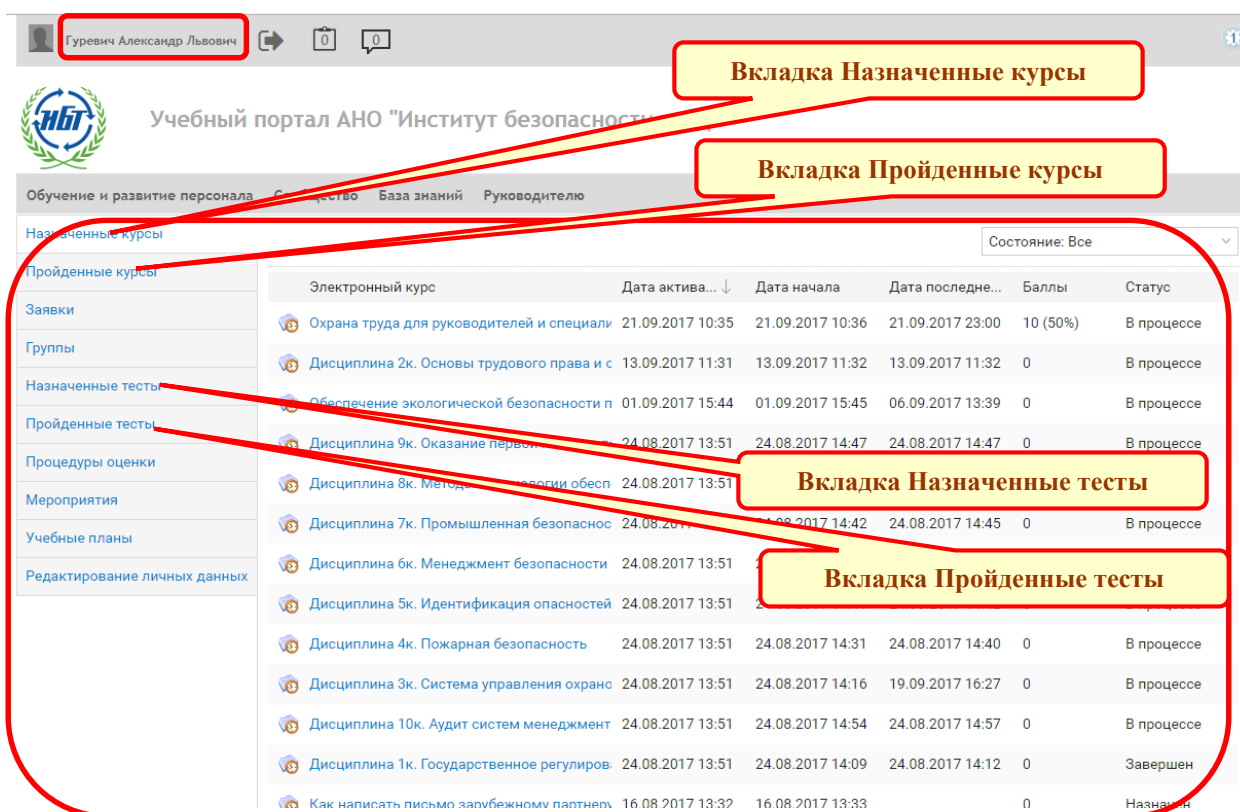 Гуревич Александр Львович
0
0
1
Вкладка Назначенные курсы
ИБТ
Учебный портал АНО "Институт безопасности
Вкладка Пройденные курсы
Обучение и развитие персонала База знаний Руководителю
Назначенные курсы
Состояние: Все
Пройденные курсы
Электронный курс Дата актива... ↓ Дата начала Дата последне... Баллы Статус
Заявки
Охрана труда для руководителей и специали 21.09.2017 10:35 21.09.2017 10:36 21.09.2017 23:00 10 (50%) В процессе
Группы
Дисциплина 2к. Основы трудового права и с 13.09.2017 11:31 13.09.2017 11:32 13.09.2017 11:32 0 В процессе
Назначенные тесты
Обеспечение экологической безопасности п 01.09.2017 15:44 01.09.2017 15:45 06.09.2017 13:39 0 В процессе
Пройденные тесты
Дисциплина 9к. Оказание 24.08.2017 13:51 24.08.2017 14:47 24.08.2017 14:47 0 В процессе
Процедуры оценки
Вкладка Назначенные тесты
Дисциплина 8к. обесп 24.08.2017 13:51
Мероприятия
Дисциплина 7к. Промышленная безопаснос 24.08.2017 14:42 24.08.2017 14:45 0 В процессе
Учебные планы
Дисциплина 6к. Менеджмент безопасности 24.08.2017 13:51
Вкладка Пройденные тесты
Редактирование личных данных
Дисциплина 5к. Идентификация опасностей 24.08.2017 13:51
Дисциплина 4к. Пожарная безопасность 24.08.2017 13:51 24.08.2017 14:31 24.08.2017 14:40 0 В процессе
Дисциплина 3к. Система управления охрано 24.08.2017 13:51 24.08.2017 14:16 19.09.2017 16:27 0 В процессе
Дисциплина 10к. Аудит систем менеджмент 24.08.2017 13:51 24.08.2017 14:54 24.08.2017 14:57 0 В процессе
Дисциплина 1к. Государственное регулиров 24.08.2017 13:51 24.08.2017 14:09 24.08.2017 14:12 0 Завершен
Как написать письмо зарубежному партнеру 16.08.2017 13:32 16.08.2017 13:33 0 Назначен